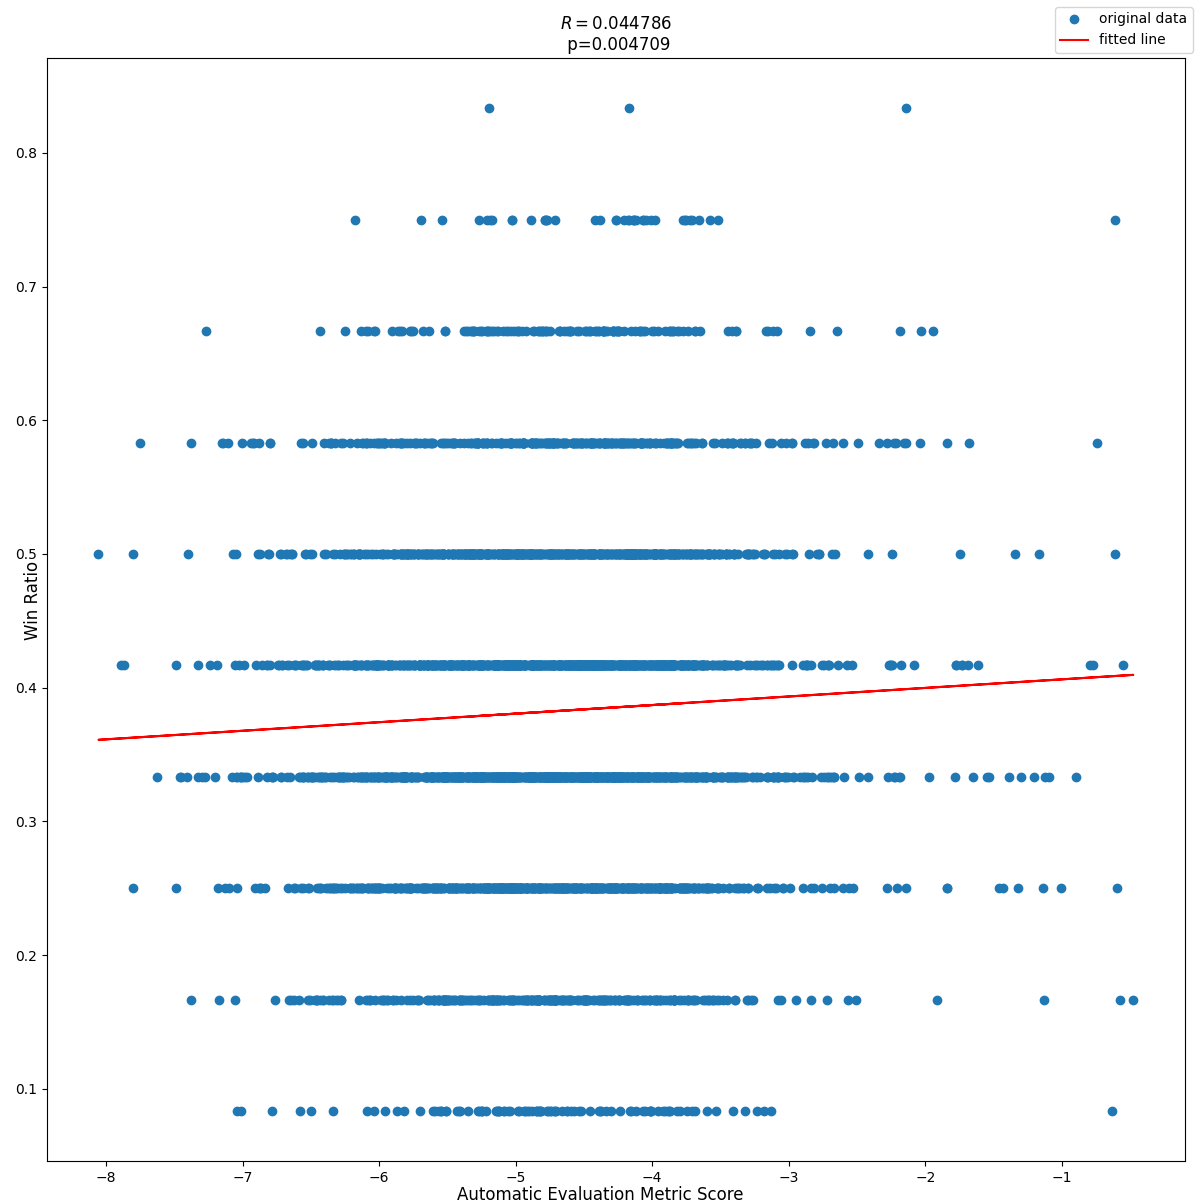 R = 0.044786
p=0.004709
original data
fitted line
0.8
0.7
0.6
0.5
0.4
0.3
0.2
0.1
Win Ratio
−8 −7 −6 −5 −4 −3 −2 −1
Automatic Evaluation Metric Score